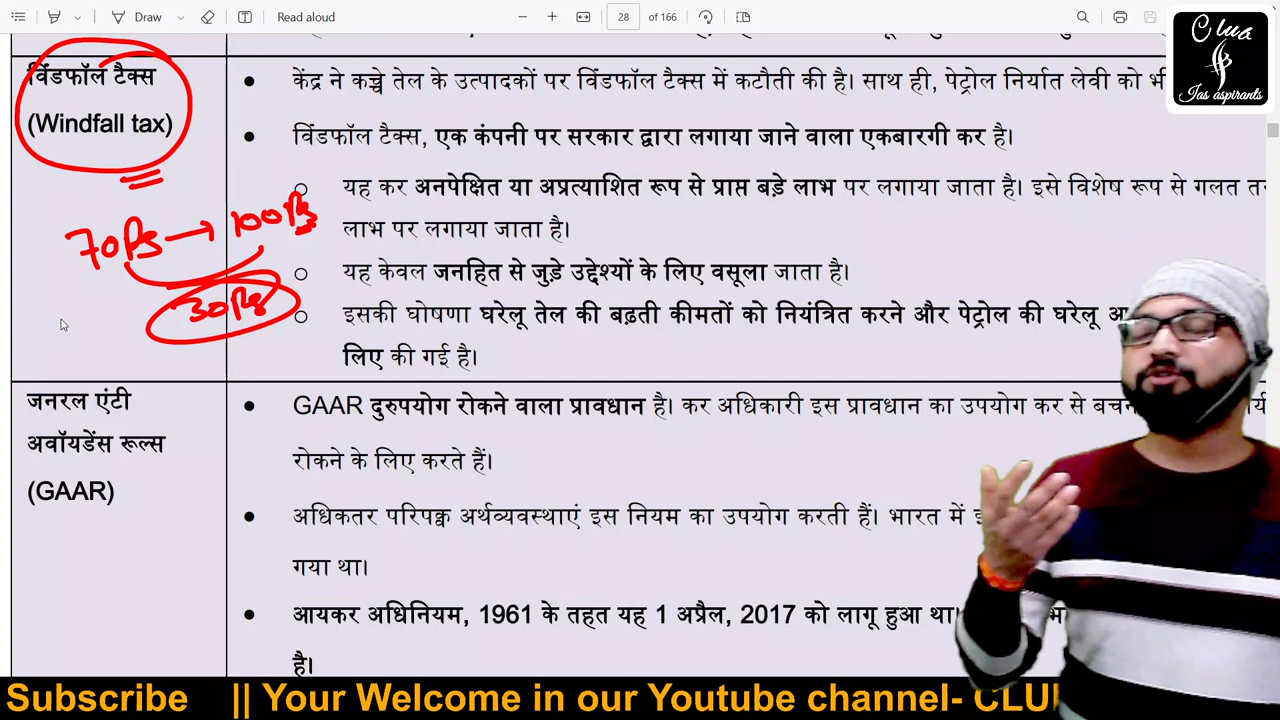 Draw
Read aloud
28
of 166
Clua
Ias aspirants
विंडफॉल टैक्स
(Windfall tax)
70Rs → 100Rs
30Rs
केंद्र ने कच्चे तेल के उत्पादकों पर विंडफॉल टैक्स में कटौती की है। साथ ही, पेट्रोल निर्यात लेवी को भी
विंडफॉल टैक्स, एक कंपनी पर सरकार द्वारा लगाया जाने वाला एकबारगी कर है।
यह कर अनपेक्षित या अप्रत्याशित रूप से प्राप्त बड़े लाभ पर लगाया जाता है। इसे विशेष रूप से गलत
लाभ पर लगाया जाता है।
यह केवल जनहित से जुड़े उद्देश्यों के लिए वसूला जाता है।
इसकी घोषणा घरेलू तेल की बढ़ती कीमतों को नियंत्रित करने और पेट्रोल की घरेलू
लिए की गई है।
जनरल एंटी
अवॉयडेंस रूल्स
(GAAR)
GAAR दुरुपयोग रोकने वाला प्रावधान है। कर अधिकारी इस प्रावधान का उपयोग कर से
रोकने के लिए करते हैं।
अधिकतर परिपक्व अर्थव्यवस्थाएं इस नियम का उपयोग करती हैं। भारत में
गया था।
आयकर अधिनियम, 1961 के तहत यह 1 अप्रैल, 2017 को लागू हुआ था।
है।
Subscribe || Your Welcome in our Youtube channel- CLU